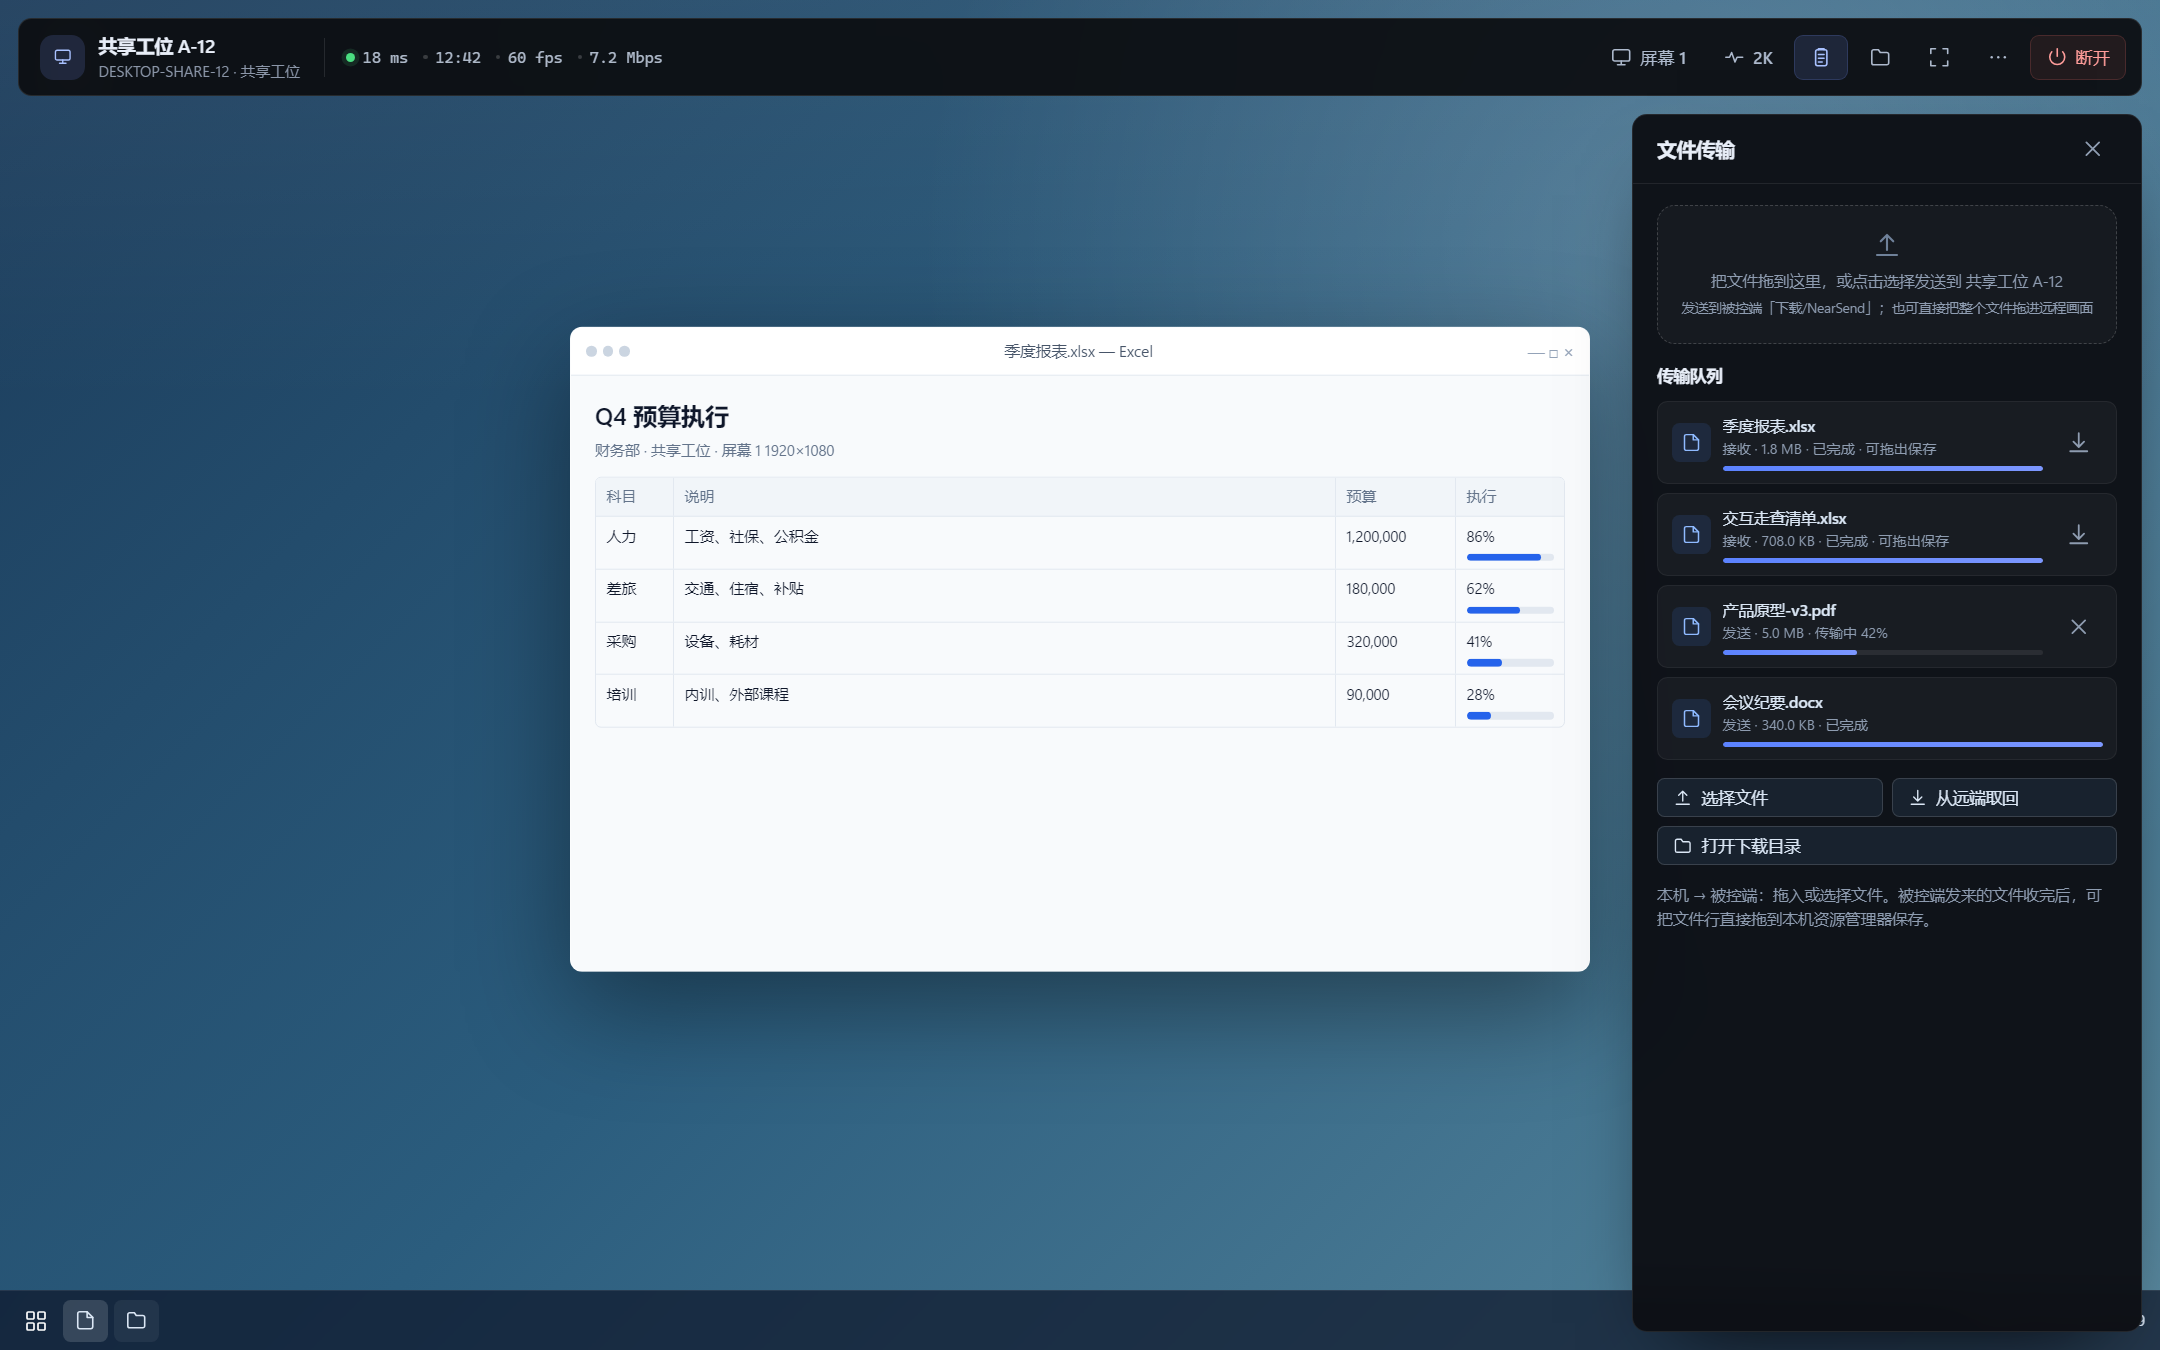 共享工位 A-12
DESKTOP-SHARE-12 · 共享工位
18 ms · 12:42 · 60 fps · 7.2 Mbps
屏幕 1
2K
断开
季度报表.xlsx — Excel
Q4 预算执行
财务部 · 共享工位 · 屏幕 1 1920×1080
科目 说明 预算 执行
人力 工资、社保、公积金 1,200,000 86%
差旅 交通、住宿、补贴 180,000 62%
采购 设备、耗材 320,000 41%
培训 内训、外部课程 90,000 28%
文件传输
把文件拖到这里，或点击选择发送到 共享工位 A-12
发送到被控端「下载/NearSend」；也可直接把整个文件拖进远程画面
传输队列
季度报表.xlsx
接收 · 1.8 MB · 已完成 · 可拖出保存
交互走查清单.xlsx
接收 · 708.0 KB · 已完成 · 可拖出保存
产品原型-v3.pdf
发送 · 5.0 MB · 传输中 42%
会议纪要.docx
发送 · 340.0 KB · 已完成
选择文件
从远端取回
打开下载目录
本机 → 被控端：拖入或选择文件。被控端发来的文件收完后，可
把文件行直接拖到本机资源管理器保存。